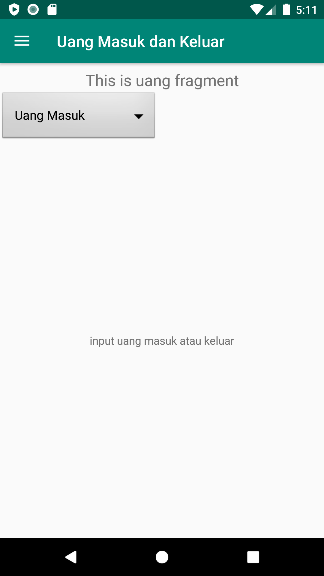 5:11
Uang Masuk dan Keluar
This is uang fragment
Uang Masuk
input uang masuk atau keluar